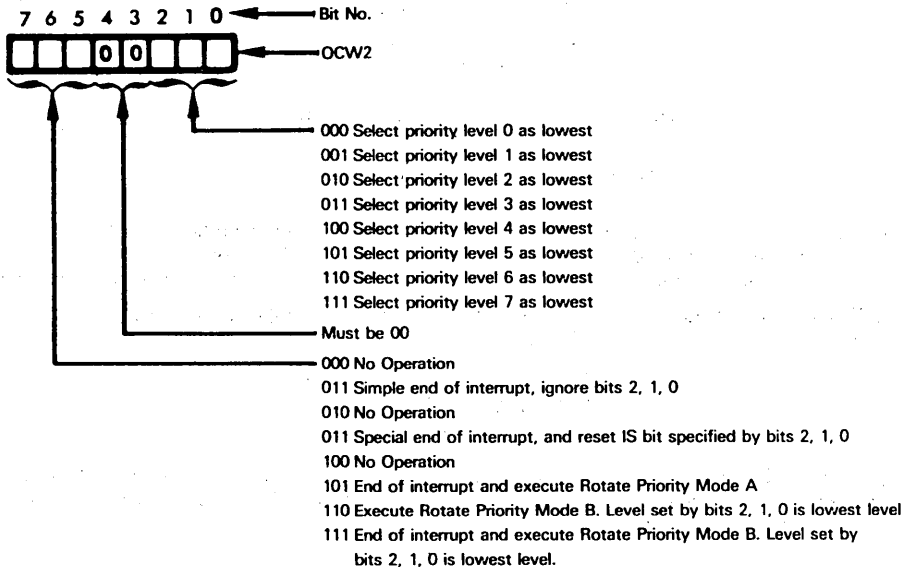 7 6 5 4 3 2 1 0 Bit No.
0 0 OCW2
000 Select priority level 0 as lowest
001 Select priority level 1 as lowest
010 Select priority level 2 as lowest
011 Select priority level 3 as lowest
100 Select priority level 4 as lowest
101 Select priority level 5 as lowest
110 Select priority level 6 as lowest
111 Select priority level 7 as lowest
Must be 00
000 No Operation
011 Simple end of interrupt, ignore bits 2, 1, 0
010 No Operation
011 Special end of interrupt, and reset IS bit specified by bits 2, 1, 0
100 No Operation
101 End of interrupt and execute Rotate Priority Mode A
110 Execute Rotate Priority Mode B. Level set by bits 2, 1, 0 is lowest level
111 End of interrupt and execute Rotate Priority Mode B. Level set by
bits 2, 1, 0 is lowest level.